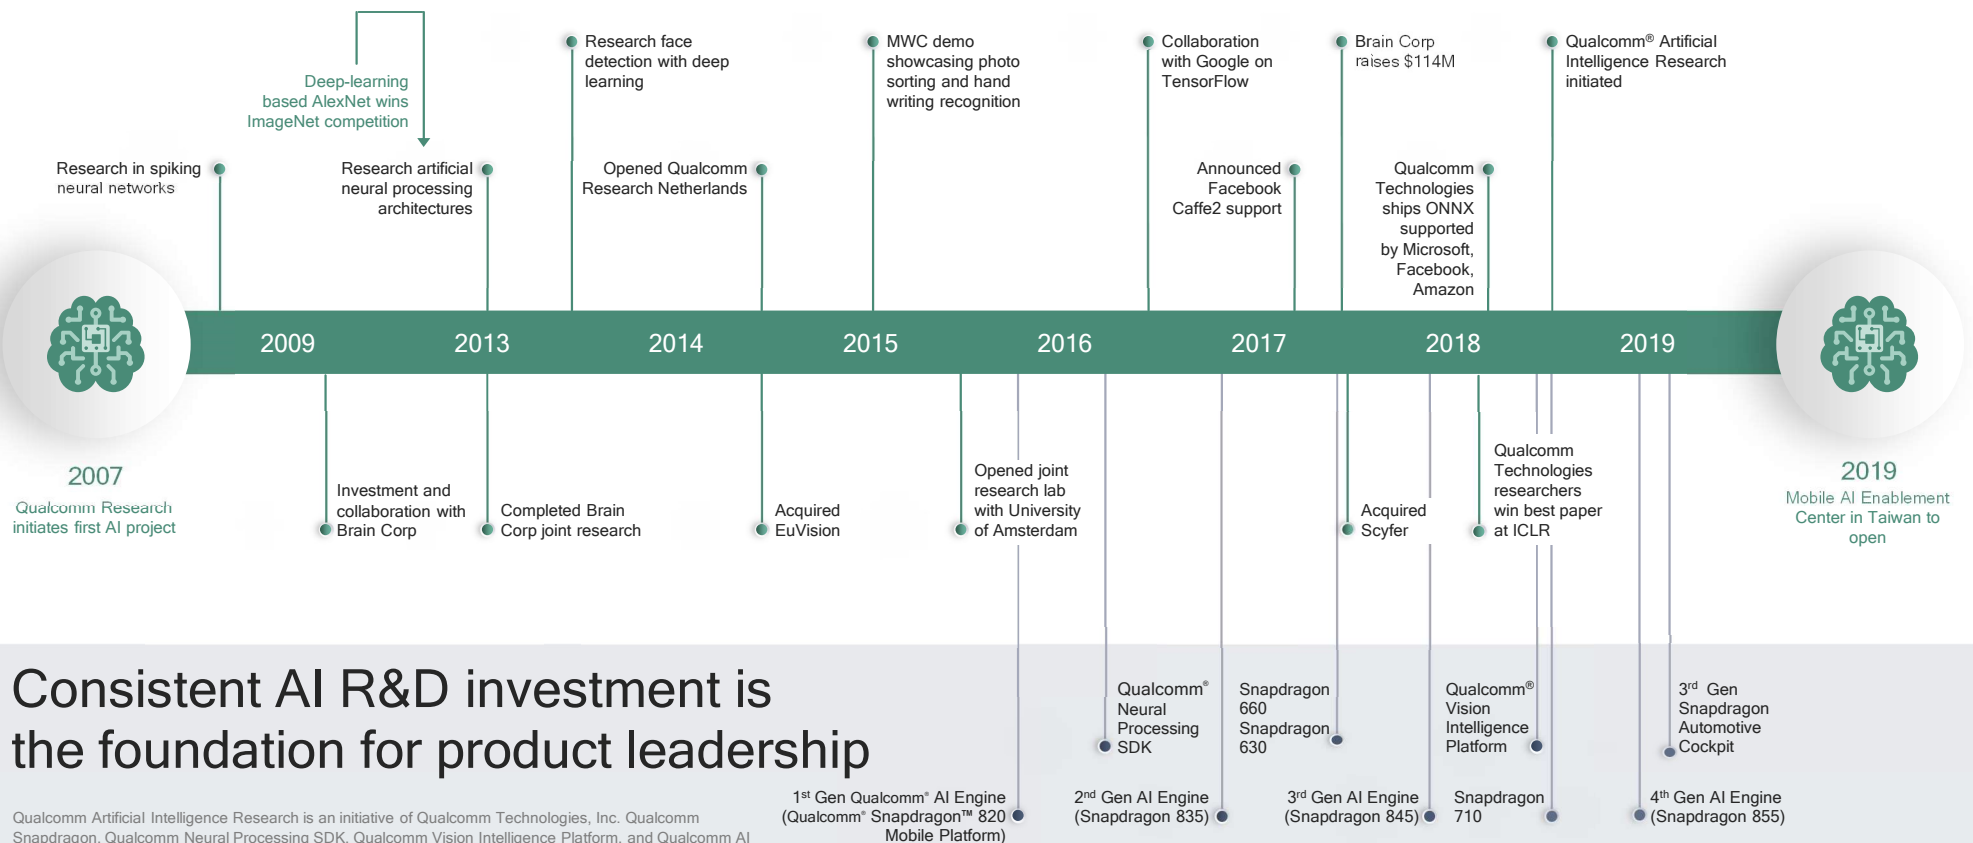 Deep-learning
based AlexNet wins
ImageNet competition
Research face
detection with deep
learning
MWC demo
showcasing photo
sorting and hand
writing recognition
Collaboration
with Google on
TensorFlow
Brain Corp
raises $114M
Qualcomm® Artificial
Intelligence Research
initiated
Research in spiking
neural networks
Research artificial
neural processing
architectures
Opened Qualcomm
Research Netherlands
Announced
Facebook
Caffe2 support
Qualcomm
Technologies
ships ONNX
supported
by Microsoft,
Facebook,
Amazon
2009 2013 2014 2015 2016 2017 2018 2019
2007
Qualcomm Research
initiates first AI project
Investment and
collaboration with
Brain Corp
Completed Brain
Corp joint research
Acquired
EuVision
Opened joint
research lab
with University
of Amsterdam
Acquired
Scyfer
Qualcomm
Technologies
researchers
win best paper
at ICLR
2019
Mobile AI Enablement
Center in Taiwan to
open
Consistent AI R&D investment is
the foundation for product leadership
Qualcomm®
Neural
Processing
SDK
Snapdragon
660
Snapdragon
630
Qualcomm®
Vision
Intelligence
Platform
3rd Gen
Snapdragon
Automotive
Cockpit
1st Gen Qualcomm® AI Engine
(Qualcomm® Snapdragon™ 820
Mobile Platform)
2nd Gen AI Engine
(Snapdragon 835)
3rd Gen AI Engine
(Snapdragon 845)
Snapdragon
710
4th Gen AI Engine
(Snapdragon 855)
Qualcomm Artificial Intelligence Research is an initiative of Qualcomm Technologies, Inc. Qualcomm
Snapdragon, Qualcomm Neural Processing SDK, Qualcomm Vision Intelligence Platform, and Qualcomm AI